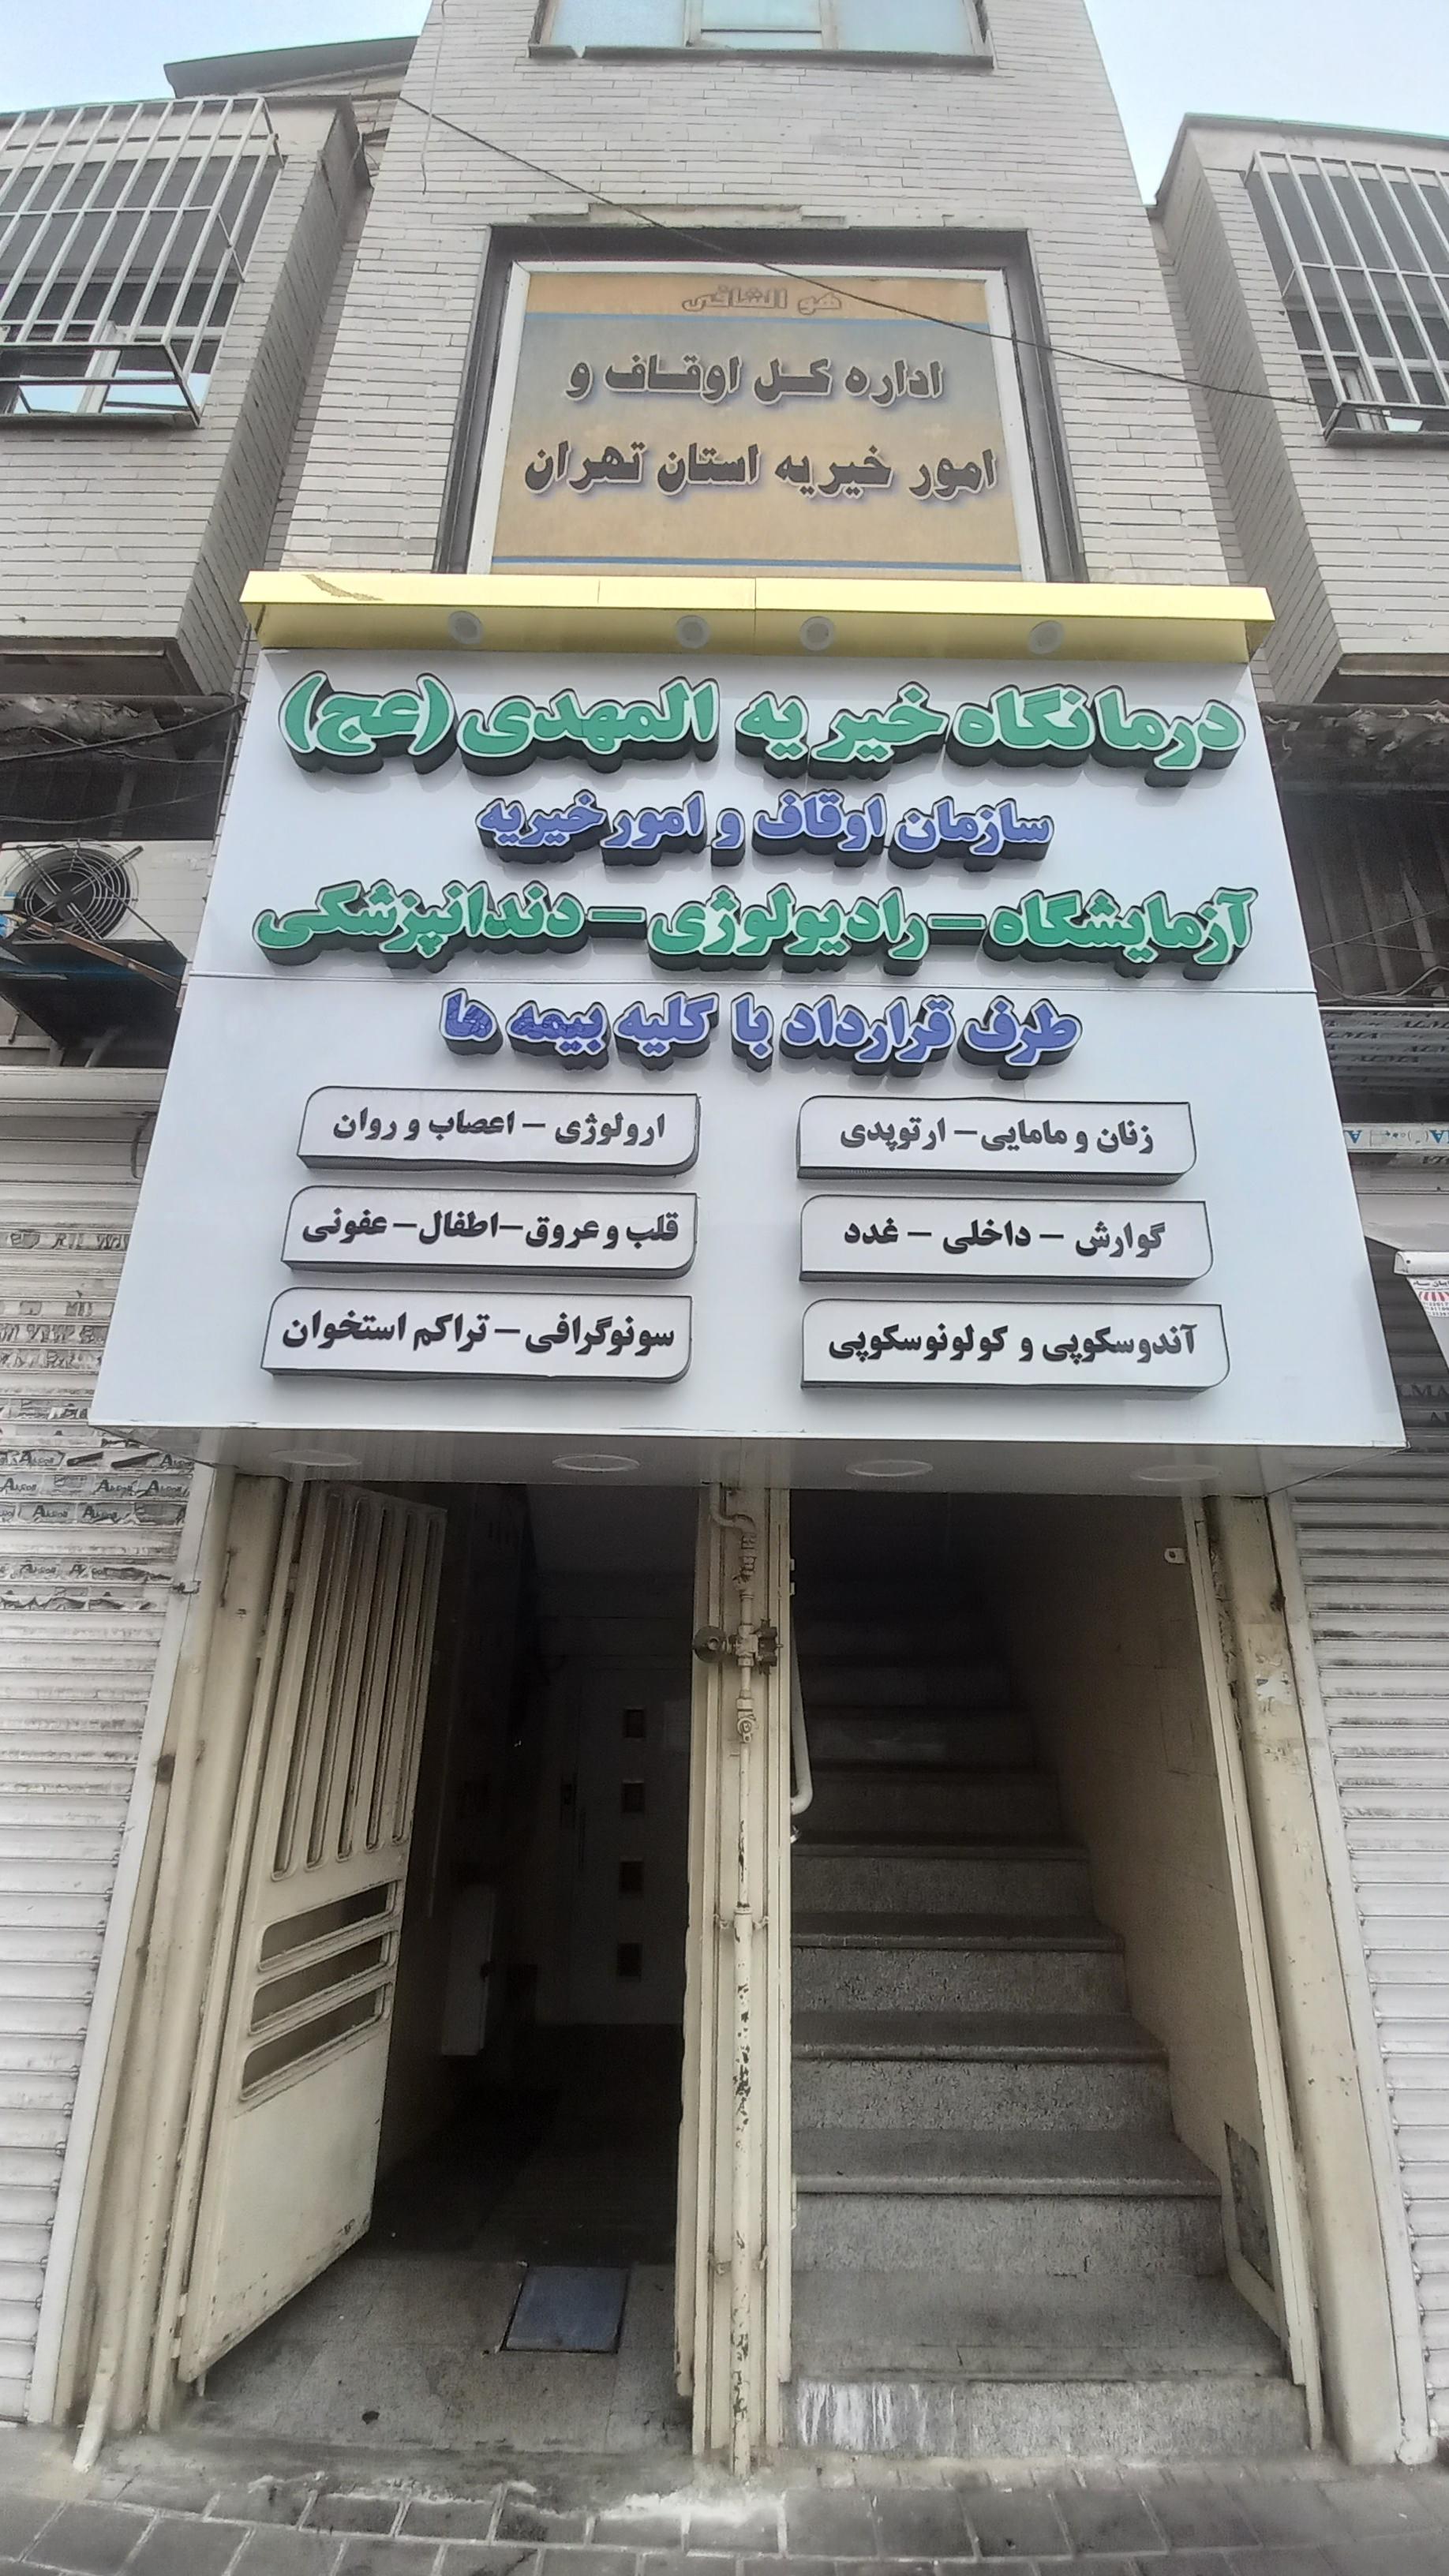 هو الشافی
اداره کل اوقاف و
امور خیریه استان تهران
درمانگاه خیریه المهدی (عج)
سازمان اوقاف و امور خیریه
آزمایشگاه - رادیولوژی - دندانپزشکی
طرف قرارداد با کلیه بیمه ها
زنان و مامایی - ارتوپدی
ارولوژی - اعصاب و روان
گوارش - داخلی - غدد
قلب و عروق - اطفال - عفونی
آندوسکوپی و کولونوسکوپی
سونوگرافی - تراکم استخوان